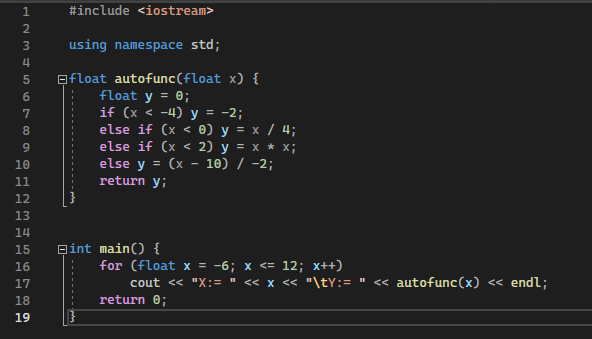 1 #include <iostream>
2
3 using namespace std;
4
5 float autofunc(float x) {
6 float y = 0;
7 if (x < -4) y = -2;
8 else if (x < 0) y = x / 4;
9 else if (x < 2) y = x * x;
10 else y = (x - 10) / -2;
11 return y;
12 }
13
14
15 int main() {
16 for (float x = -6; x <= 12; x++)
17 cout << "X:= " << x << "\tY:= " << autofunc(x) << endl;
18 return 0;
19 }